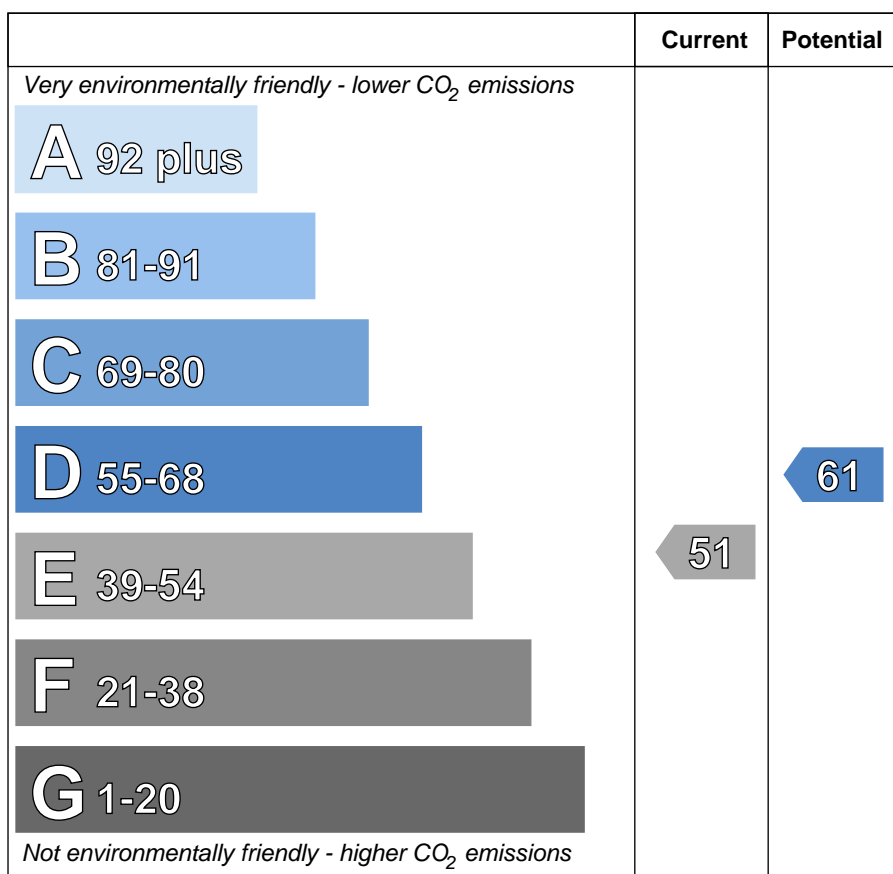 Current Potential
Very environmentally friendly - lower CO2 emissions
A 92 plus
B 81-91
C 69-80
D 55-68
61
E 39-54
51
F 21-38
G 1-20
Not environmentally friendly - higher CO2 emissions